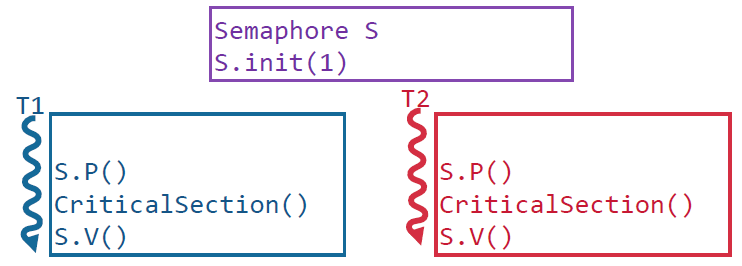 Semaphore S
S.init(1)
T1
S.P()
CriticalSection()
S.V()
T2
S.P()
CriticalSection()
S.V()